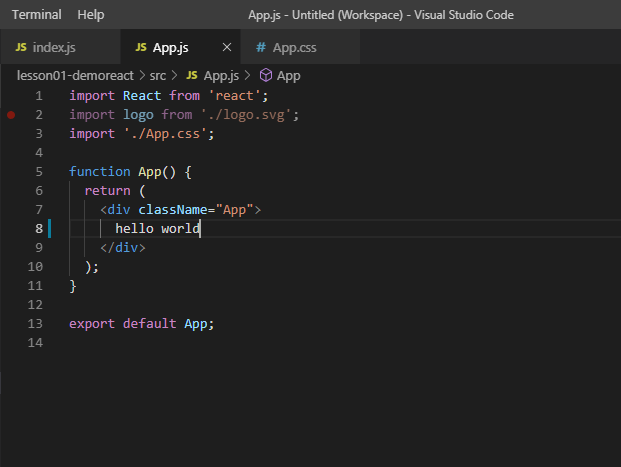 Terminal Help App.js - Untitled (Workspace) - Visual Studio Code
JS index.js JS App.js × # App.css
lesson01-demoreact > src > JS App.js > App
1 import React from 'react';
2 import logo from './logo.svg';
3 import './App.css';
4
5 function App() {
6 return (
7 <div className="App">
8 hello world
9 </div>
10 );
11 }
12
13 export default App;
14